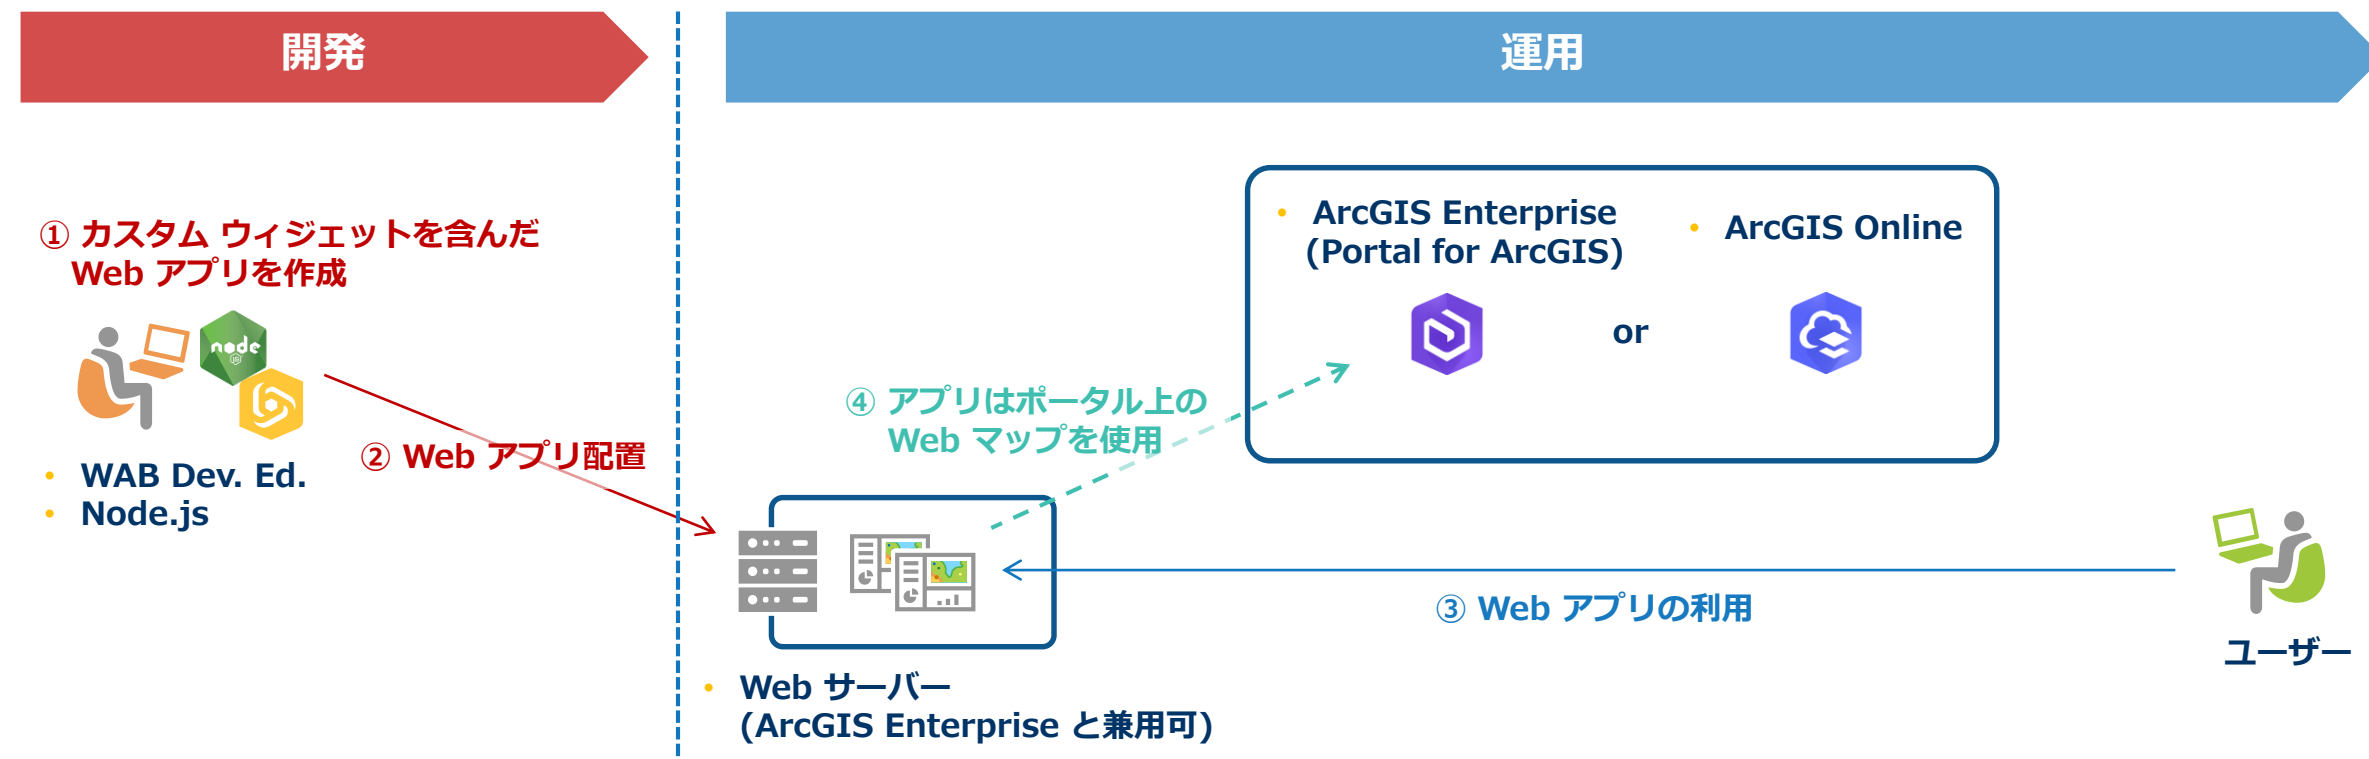 開発
運用
① カスタム ウィジェットを含んだ
Web アプリを作成
node
JS
• WAB Dev. Ed.
• Node.js
② Web アプリ配置
• ArcGIS Enterprise
(Portal for ArcGIS)
or
• ArcGIS Online
④ アプリはポータル上の
Web マップを使用
③ Web アプリの利用
ユーザー
• Web サーバー
(ArcGIS Enterprise と兼用可)